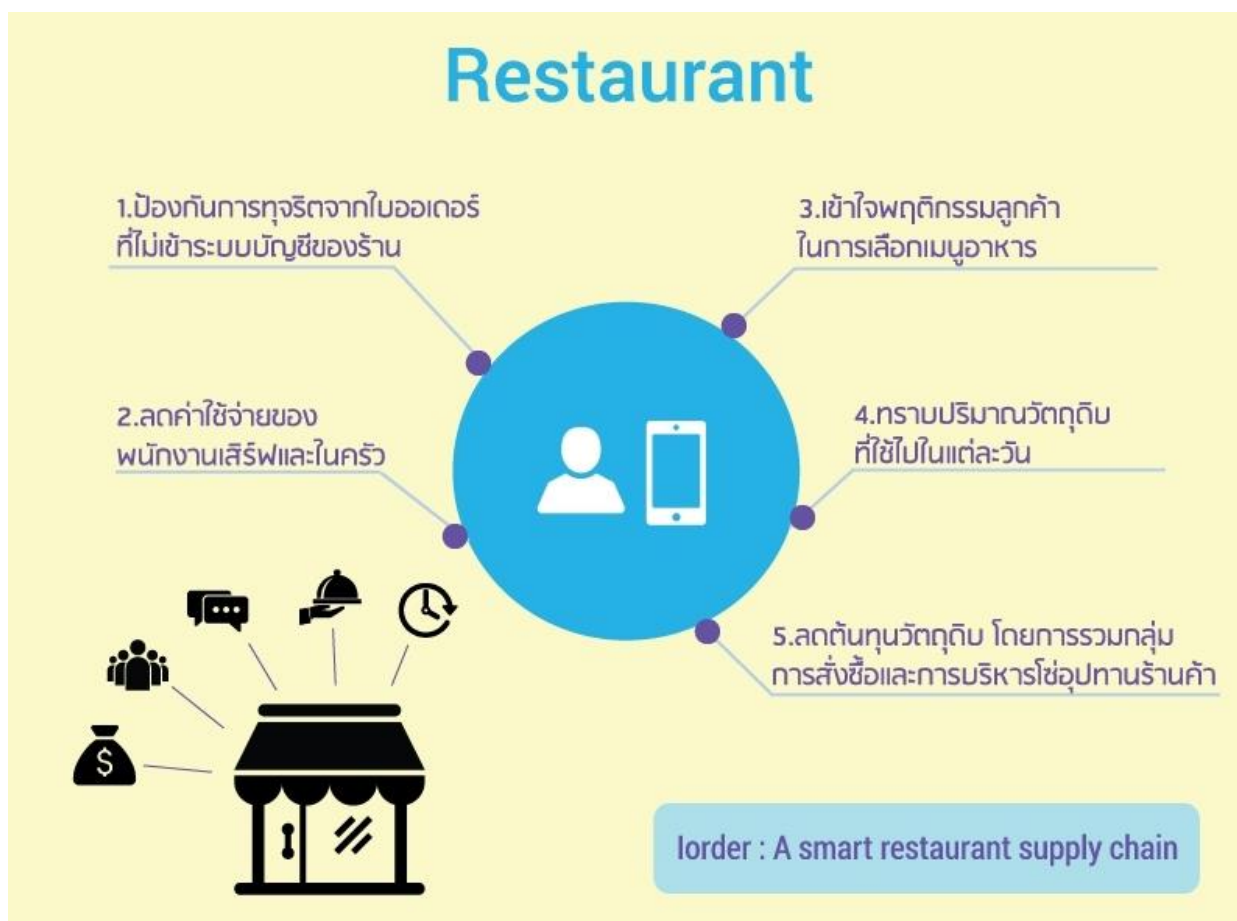 Restaurant
1.ป้องกันการทุจริตจากใบออเดอร์
ที่ไม่เข้าระบบบัญชีของร้าน
2.ลดค่าใช้จ่ายของ
พนักงานเสิร์ฟและในครัว
3.เข้าใจพฤติกรรมลูกค้า
ในการเลือกเมนูอาหาร
4.ทราบปริมาณวัตถุดิบ
ที่ใช้ไปในแต่ละวัน
5.ลดต้นทุนวัตถุดิบ โดยการรวมกลุ่ม
การสั่งซื้อและการบริหารโซ่อุปทานร้านค้า
$
Iorder : A smart restaurant supply chain